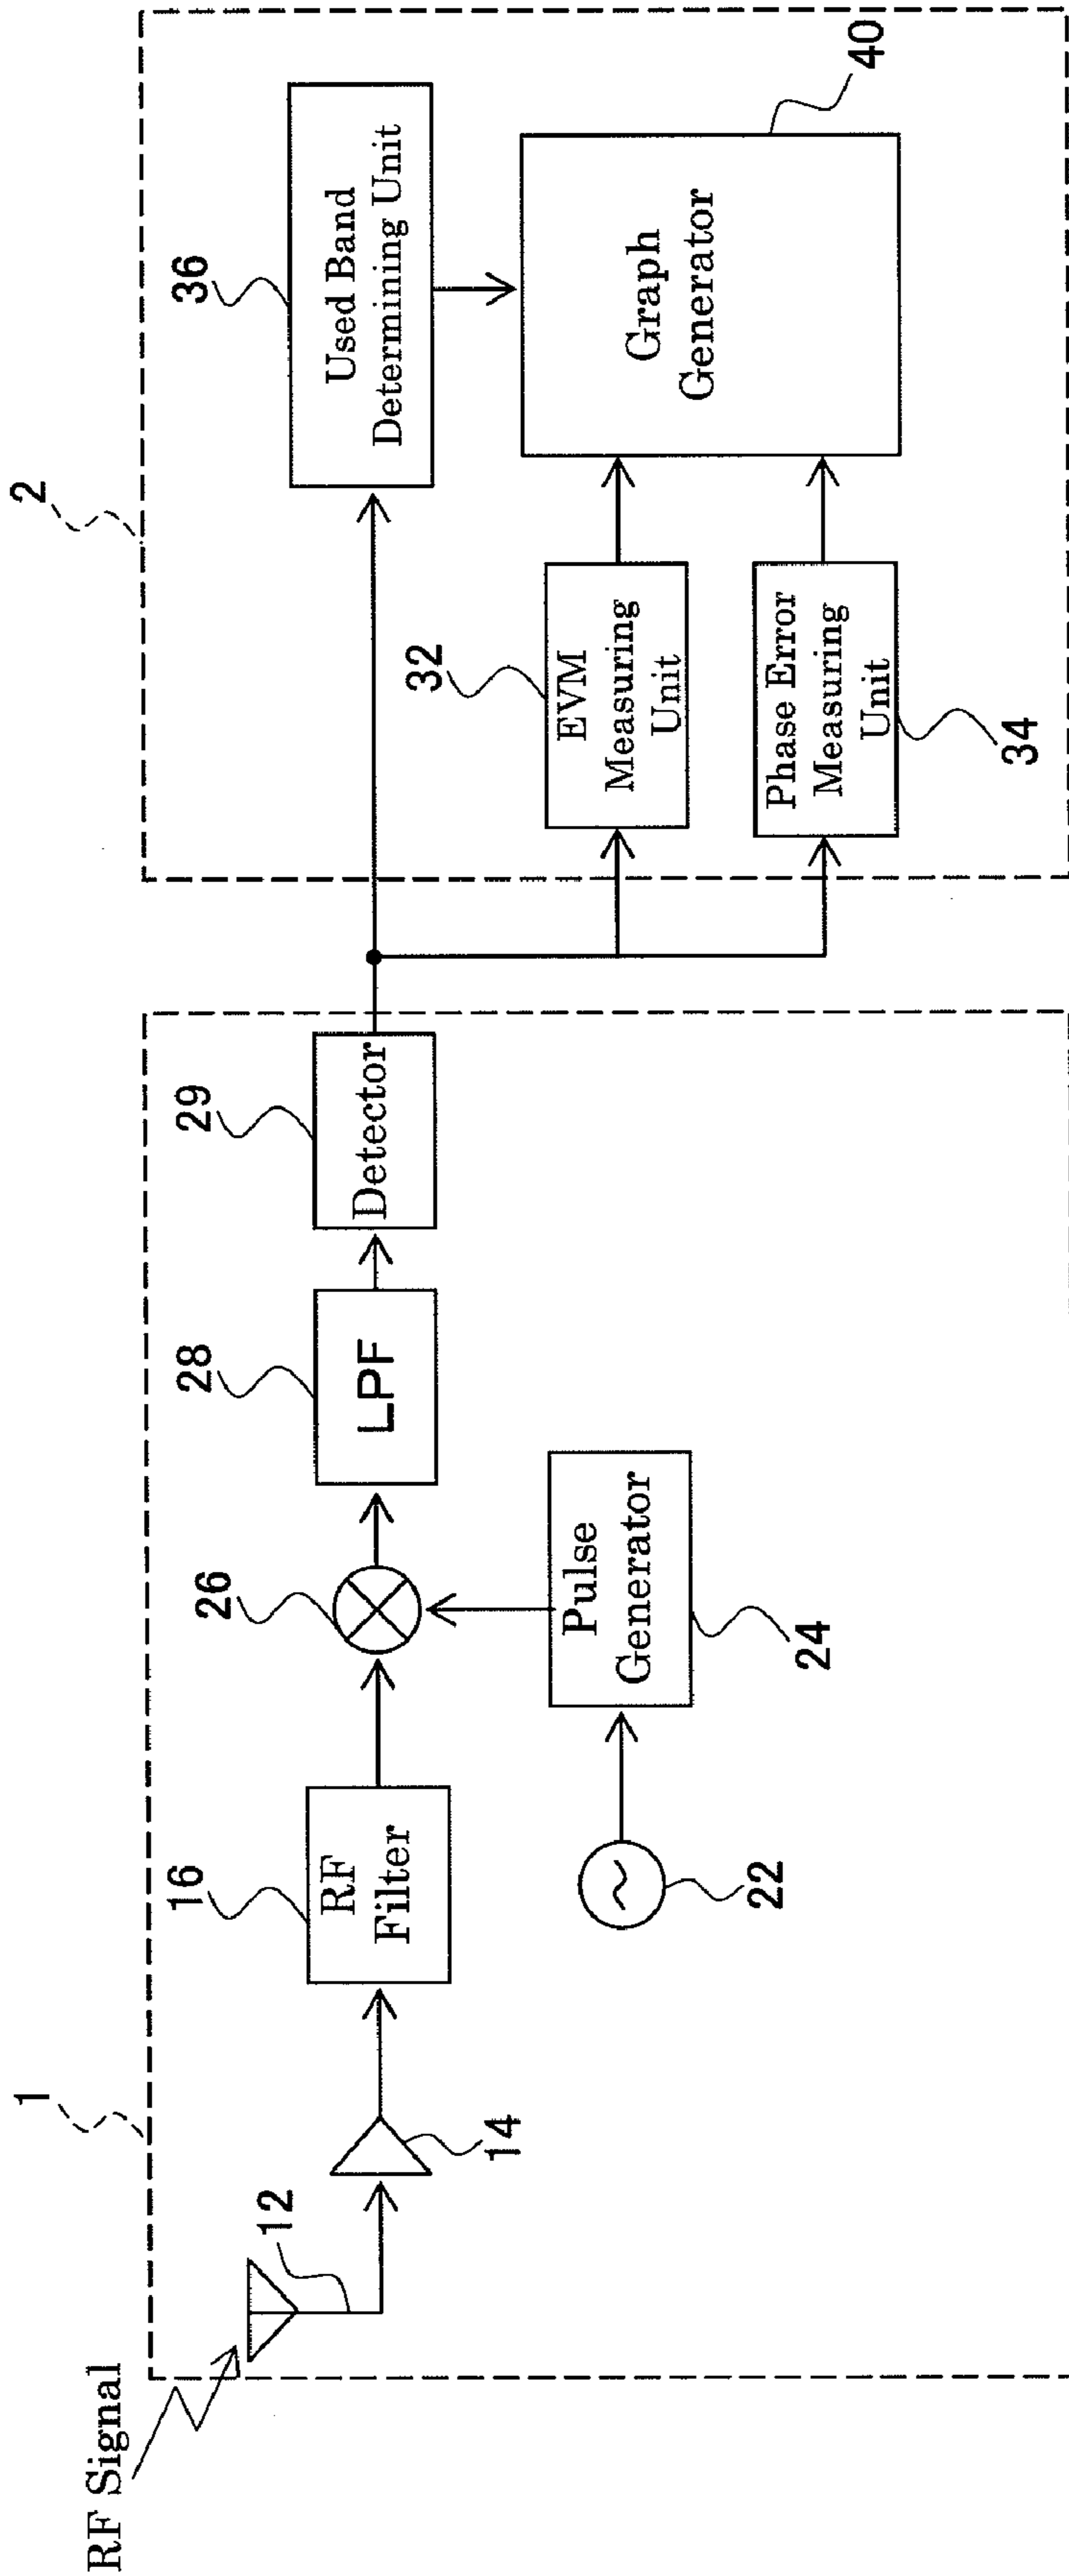 RF Signal
1
12
14
16
RF
Filter
22
26
Pulse
Generator
24
28
LPF
29
Detector
2
36
Used Band
Determining Unit
32
EVM
Measuring
Unit
Phase Error
Measuring
Unit
34
Graph
Generator
40